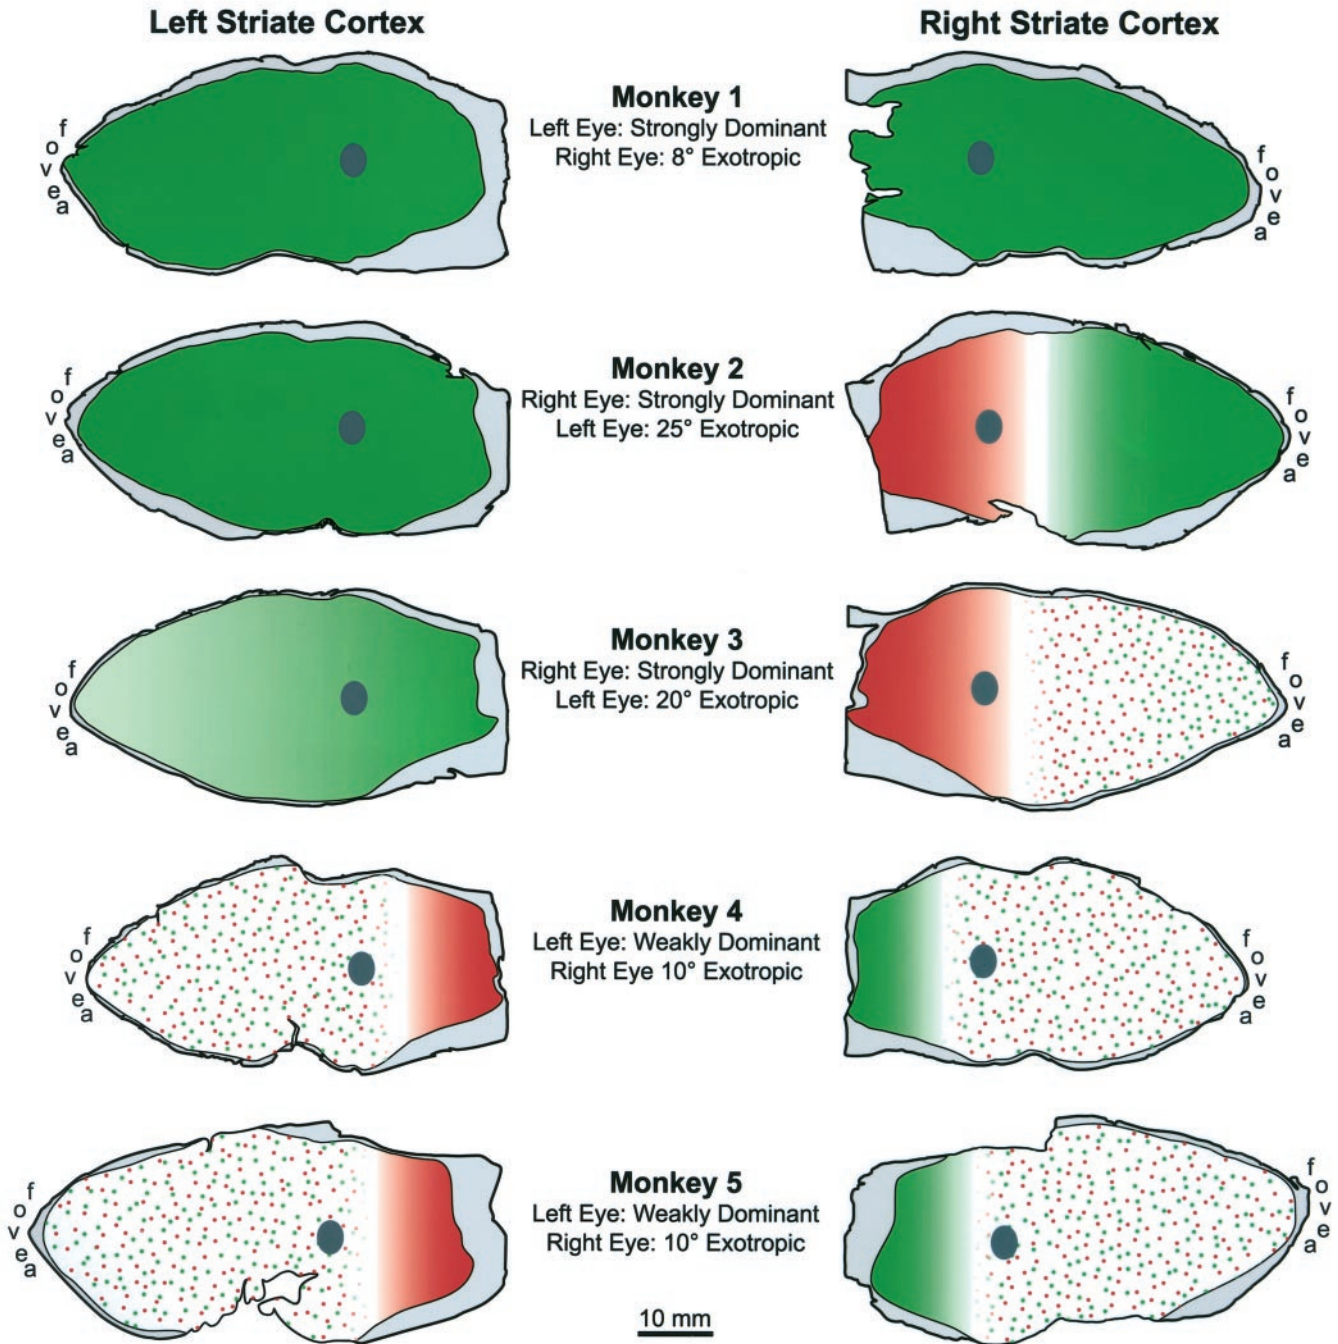 Left Striate Cortex
Right Striate Cortex
Monkey 1
Left Eye: Strongly Dominant
Right Eye: 8° Exotropic
fovea
fovea
Monkey 2
Right Eye: Strongly Dominant
Left Eye: 25° Exotropic
fovea
fovea
Monkey 3
Right Eye: Strongly Dominant
Left Eye: 20° Exotropic
fovea
fovea
Monkey 4
Left Eye: Weakly Dominant
Right Eye 10° Exotropic
fovea
fovea
Monkey 5
Left Eye: Weakly Dominant
Right Eye: 10° Exotropic
fovea
fovea
10 mm